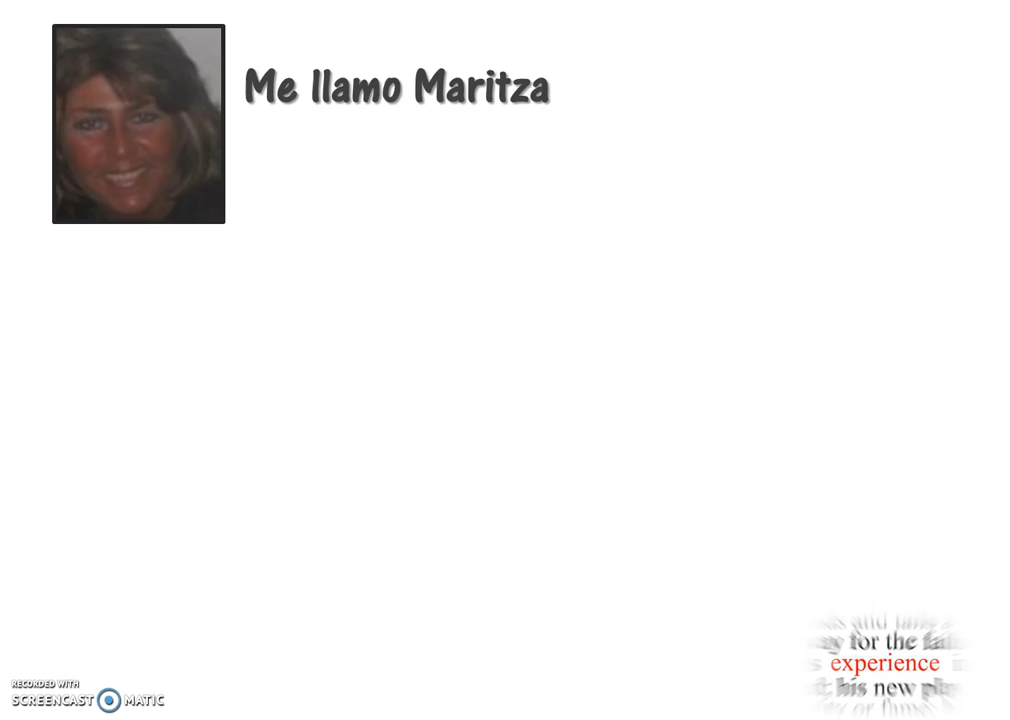 Me llamo Maritza
for the
experience
his new
RECORDED WITH
SCREENCAST MATIC